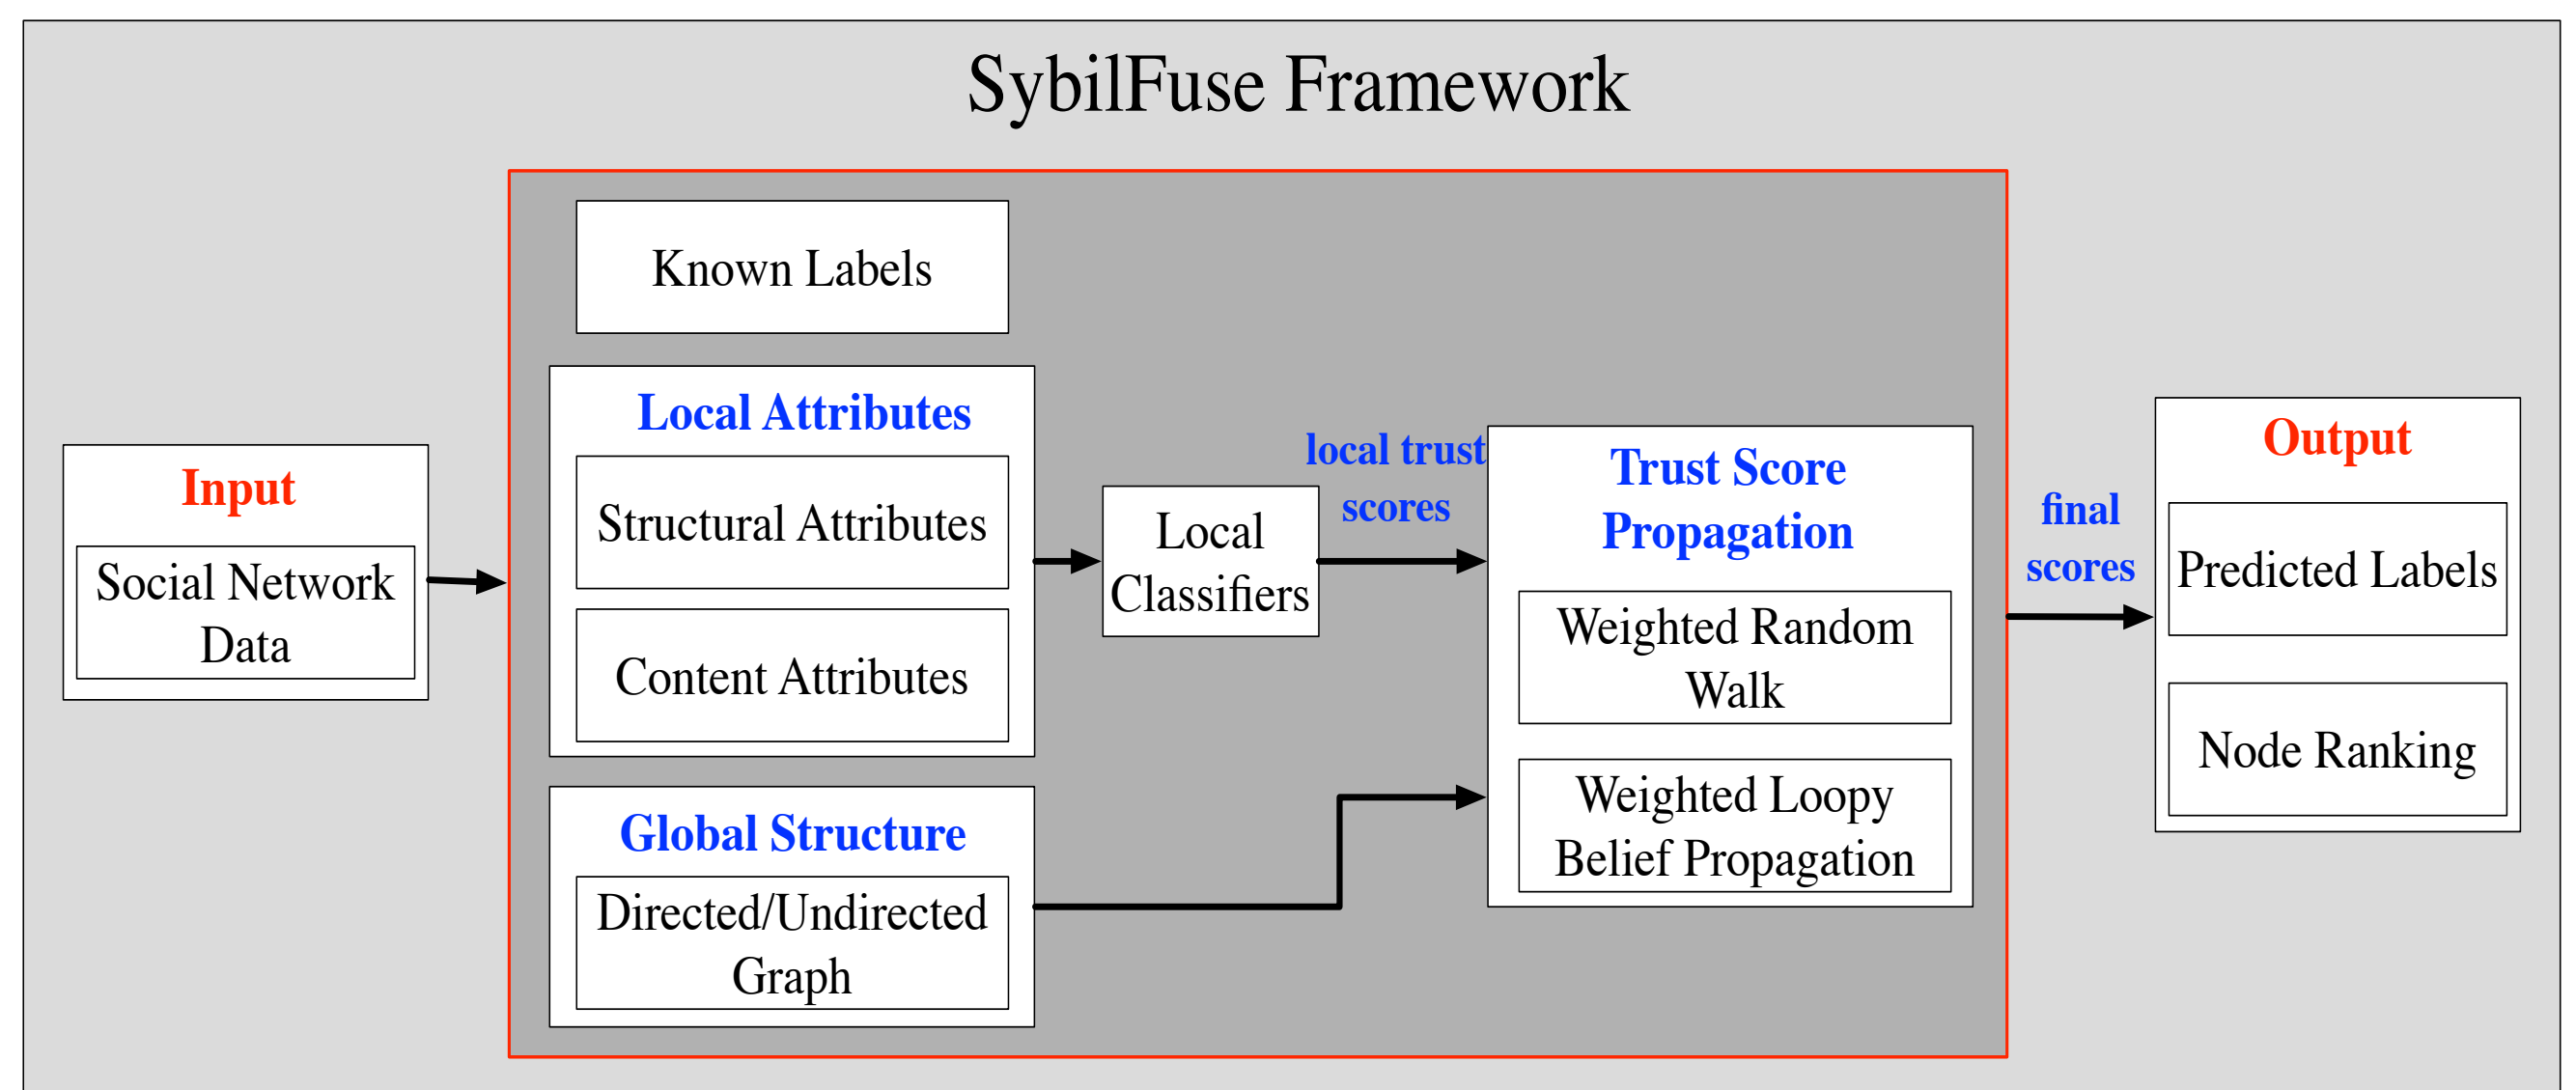 SybilFuse Framework
Input
Social Network
Data
Known Labels
Local Attributes
Structural Attributes
Content Attributes
Global Structure
Directed/Undirected
Graph
Local
Classifiers
local trust
scores
Trust Score
Propagation
Weighted Random
Walk
Weighted Loopy
Belief Propagation
final
scores
Output
Predicted Labels
Node Ranking